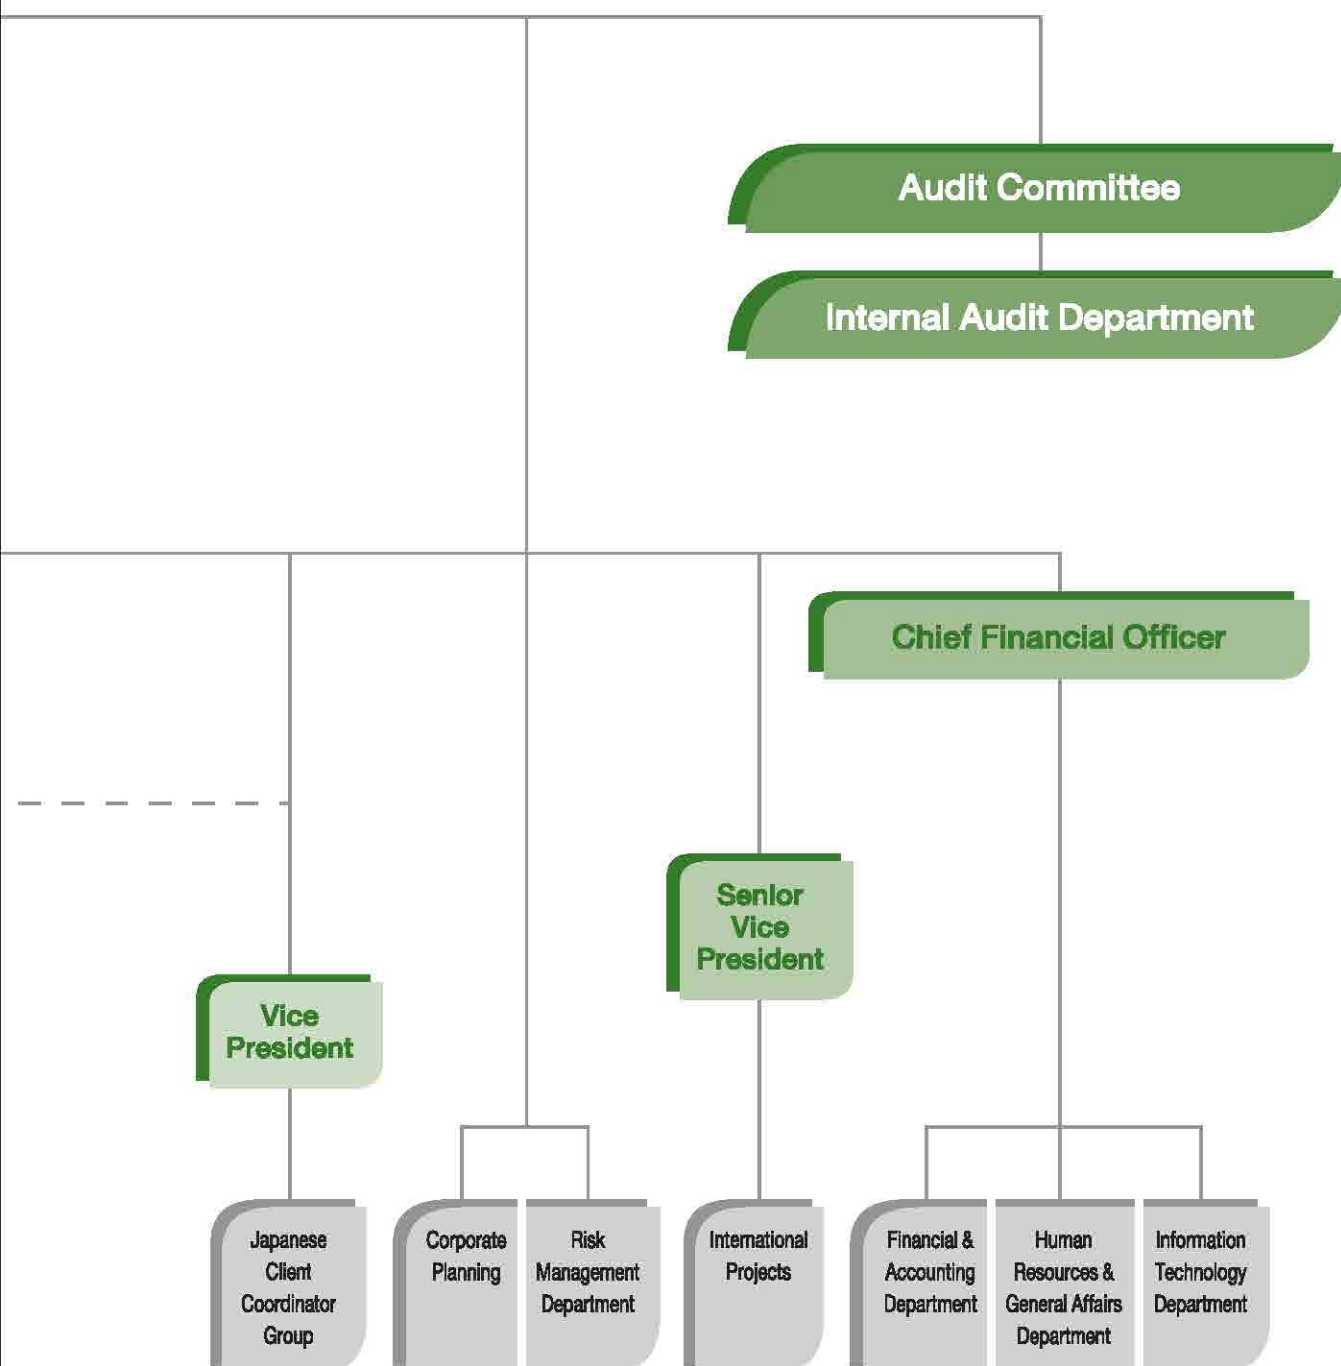 Audit Committee
Internal Audit Department
Chief Financial Officer
Senior
Vice
President
Vice
President
Japanese
Client
Coordinator
Group
Corporate
Planning
Risk
Management
Department
International
Projects
Financial &
Accounting
Department
Human
Resources &
General Affairs
Department
Information
Technology
Department